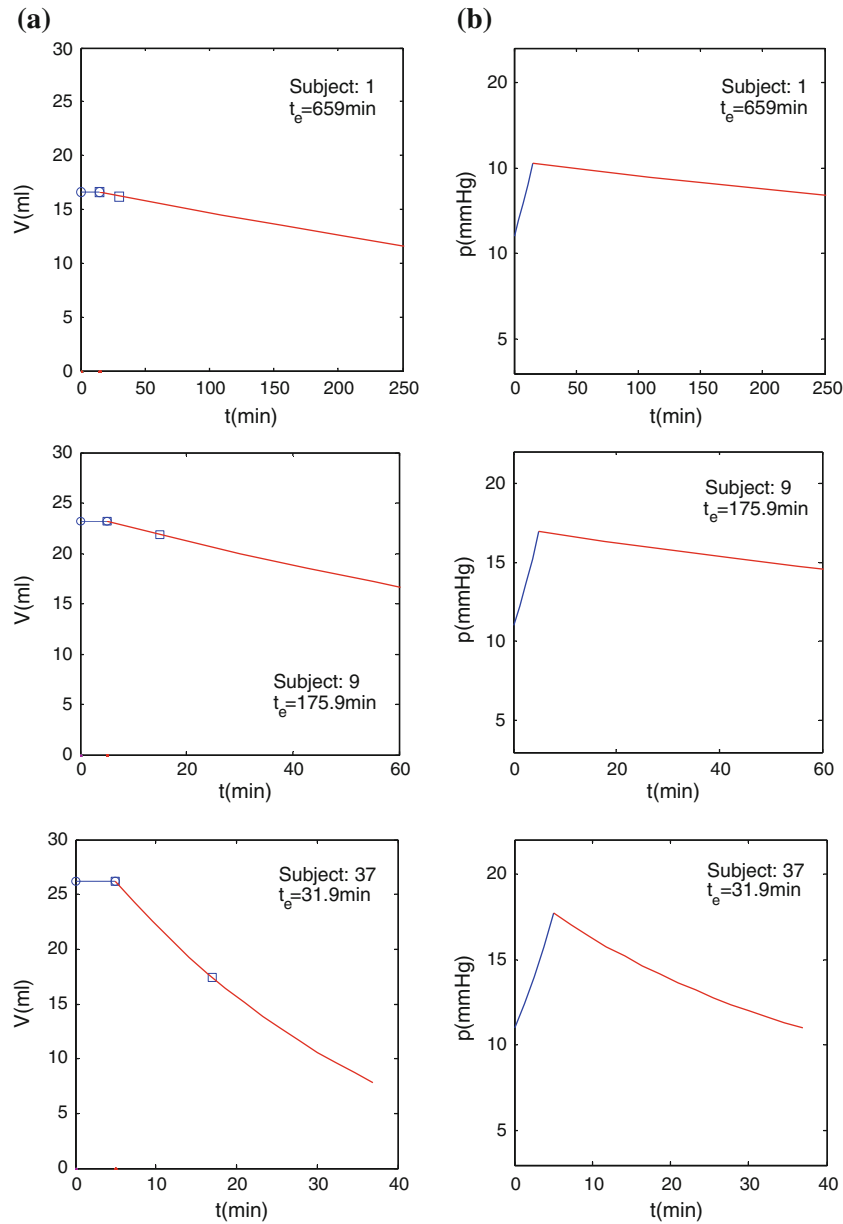 (a)
(b)
30
25
20
15
10
5
0
V(ml)
Subject: 1
t_e=659min
0
50
100
150
200
250
t(min)
20
10
10
5
p(mmHg)
Subject: 1
t_e=659min
0
50
100
150
200
250
t(min)
30
25
20
15
10
5
0
V(ml)
Subject: 9
t_e=175.9min
20
40
60
t(min)
20
15
10
5
p(mmHg)
Subject: 9
t_e=175.9min
0
20
40
60
t(min)
30
25
20
15
10
5
0
V(ml)
Subject: 37
t_e=31.9min
0
10
20
30
40
t(min)
20
15
10
5
p(mmHg)
Subject: 37
t_e=31.9min
0
10
20
30
40
t(min)